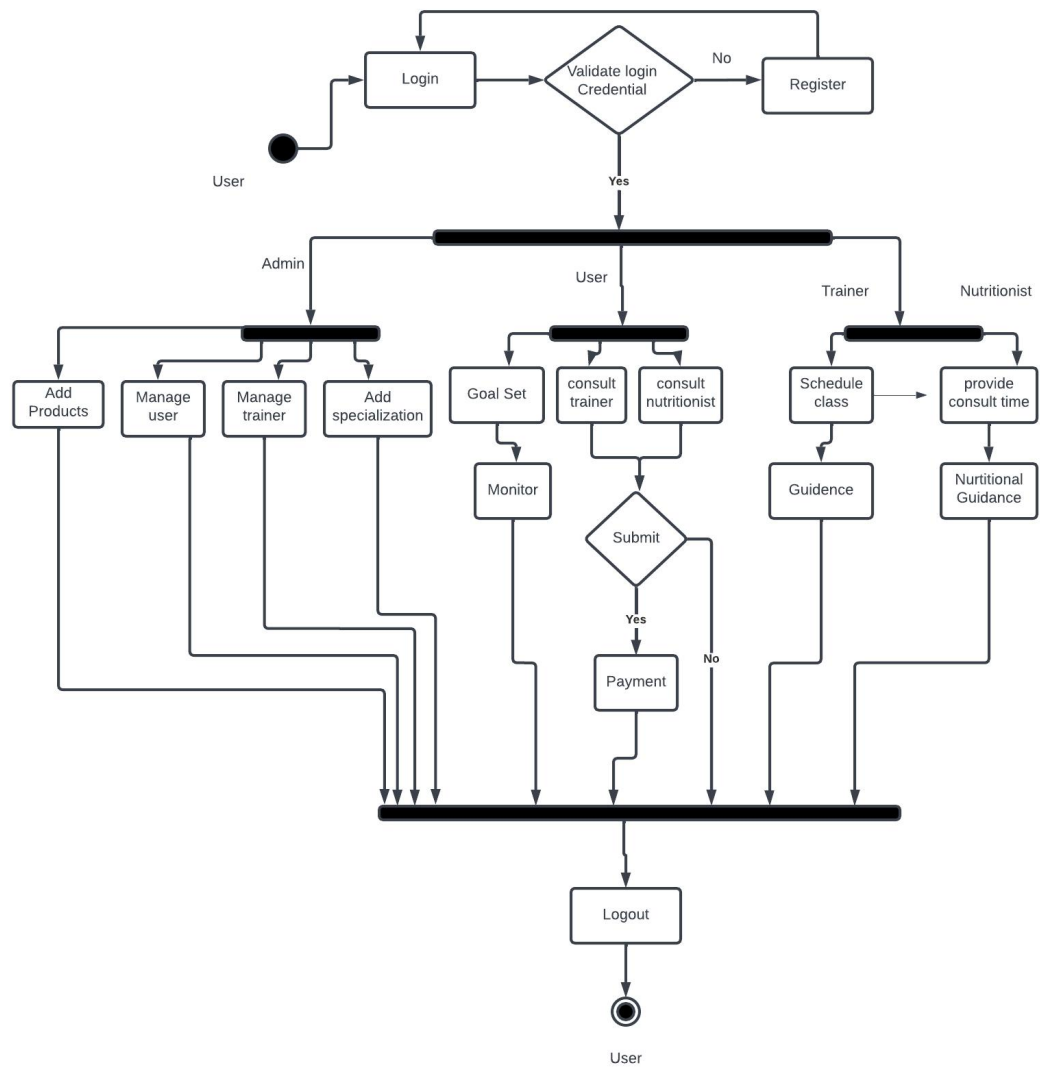 No
Login
Validate login
Credential
Register
User
Yes
Admin
User
Trainer
Nutritionist
Add
Products
Manage
user
Manage
trainer
Add
specialization
Goal Set
consult
trainer
consult
nutritionist
Schedule
class
provide
consult time
Monitor
Guidence
Nurtitional
Guidance
Submit
Yes
No
Payment
Logout
User